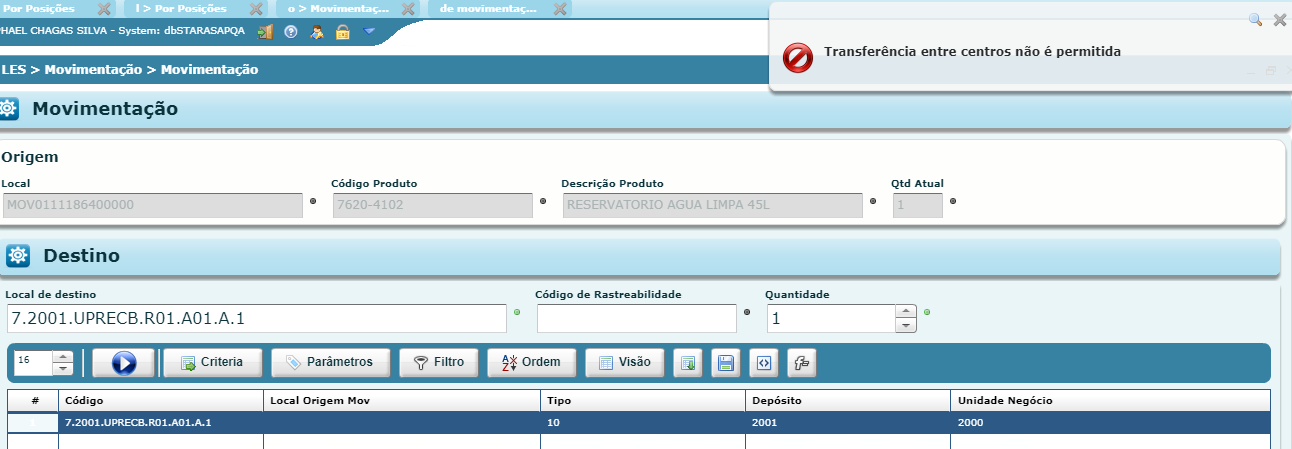 Por Posições
l > Por Posições
o > Movimentaç...
de movimentaç...
PHAEL CHAGAS SILVA - System: dbSTARASAPQA
Transferência entre centros não é permitida
LES > Movimentação > Movimentação
Movimentação
Origem
Local
Código Produto
Descrição Produto
Qtd Atual
MOV0111186400000
7620-4102
RESERVATORIO AGUA LIMPA 45L
1
Destino
Local de destino
Código de Rastreabilidade
Quantidade
7.2001.UPRECB.R01.A01.A.1
1
16
Criteria
Parâmetros
Filtro
Ordem
Visão
# Código Local Origem Mov Tipo Depósito Unidade Negócio
1 7.2001.UPRECB.R01.A01.A.1 10 2001 2000